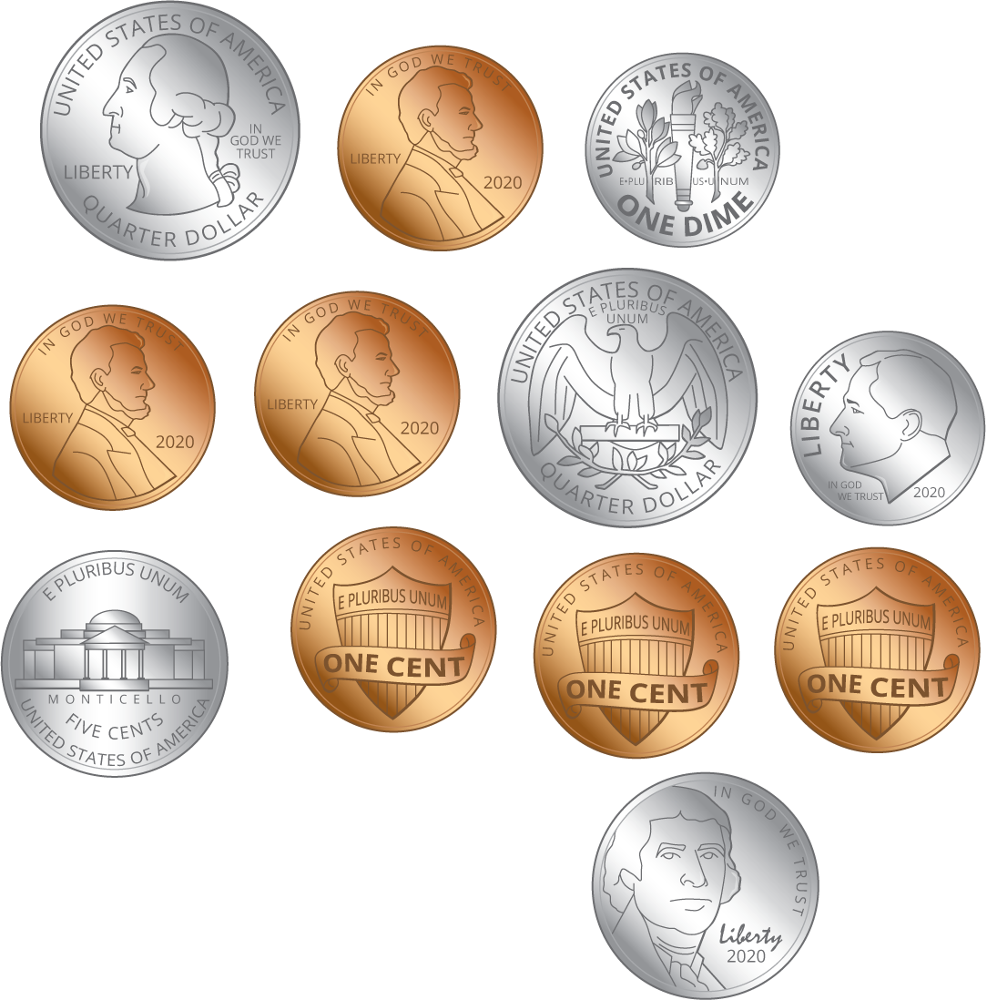 UNITED STATES OF AMERICA
IN
GOD WE
TRUST
LIBERTY
QUARTER DOLLAR
IN GOD WE TRUST
LIBERTY
2020
UNITED STATES OF AMERICA
E•PLU RIB US•U NUM
ONE DIME
IN GOD WE TRUST
LIBERTY
2020
IN GOD WE TRUST
LIBERTY
2020
UNITED STATES OF AMERICA
E PLURIBUS
UNUM
QUARTER DOLLAR
LIBERTY
IN GOD
WE TRUST
2020
E PLURIBUS UNUM
MONTICELLO
FIVE CENTS
UNITED STATES OF AMERICA
UNITED STATES OF AMERICA
E PLURIBUS UNUM
ONE CENT
UNITED STATES OF AMERICA
E PLURIBUS UNUM
ONE CENT
UNITED STATES OF AMERICA
E PLURIBUS UNUM
ONE CENT
IN GOD WE TRUST
Liberty
2020